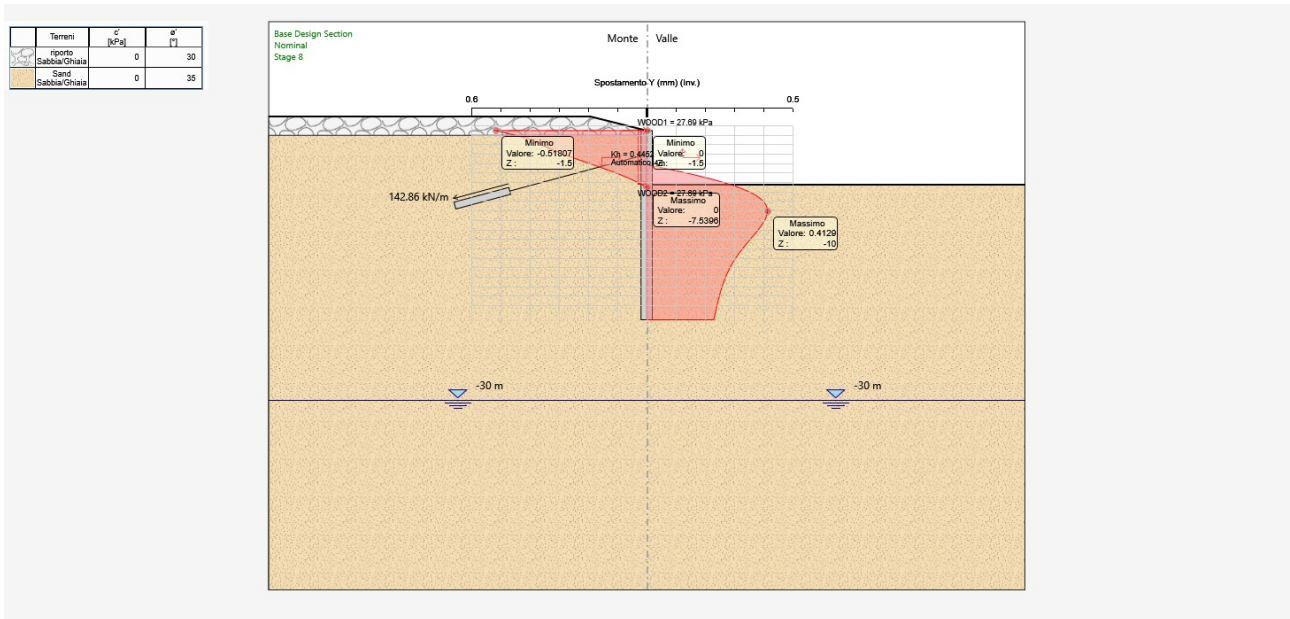 Terreni
c'
[kPa]
ø'
[°]
riporto
Sabbia/Ghiaia
0
30
Sand
Sabbia/Ghiaia
0
35
Base Design Section
Nominal
Stage 8
Monte
Valle
Spostamento Y (mm) (Inv.)
0.6
0.5
WOOD1 = 27.69 kPa
Minimo
Valore: -0.51807
Z : -1.5
Minimo
Valore: 0
-1.5
142.86 kN/m
WOOD2 = 27.69 kPa
Massimo
Valore: 0
Z : -7.5396
Massimo
Valore: 0.4129
Z : -10
-30 m
-30 m